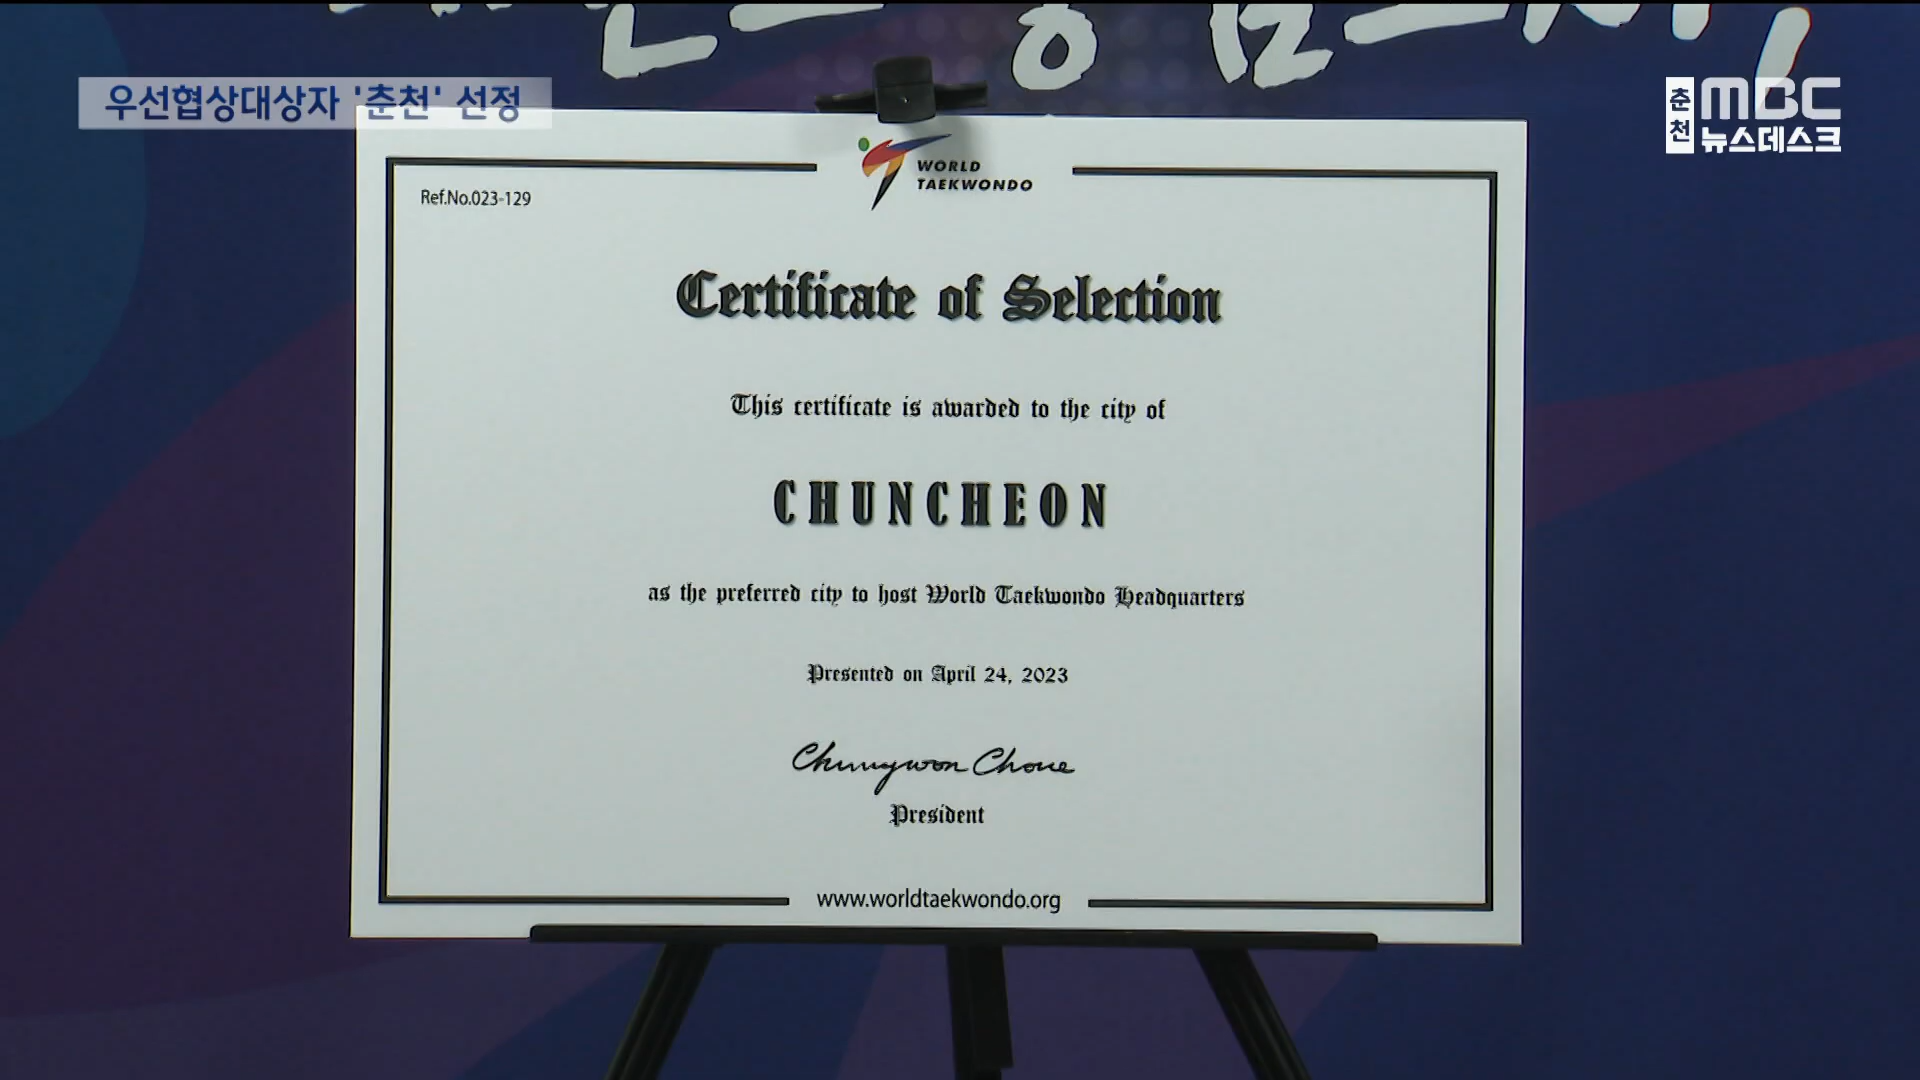 우선협상대상자 '춘천' 선정
춘천
MBC
뉴스데스크
WORLD
TAEKWONDO
Ref.No.023-129
Certificate of Selection
This certificate is awarded to the city of
CHUNCHEON
as the preferred city to host World Taekwondo Headquarters
Presented on April 24, 2023
Chungwon Choue
President
www.worldtaekwondo.org